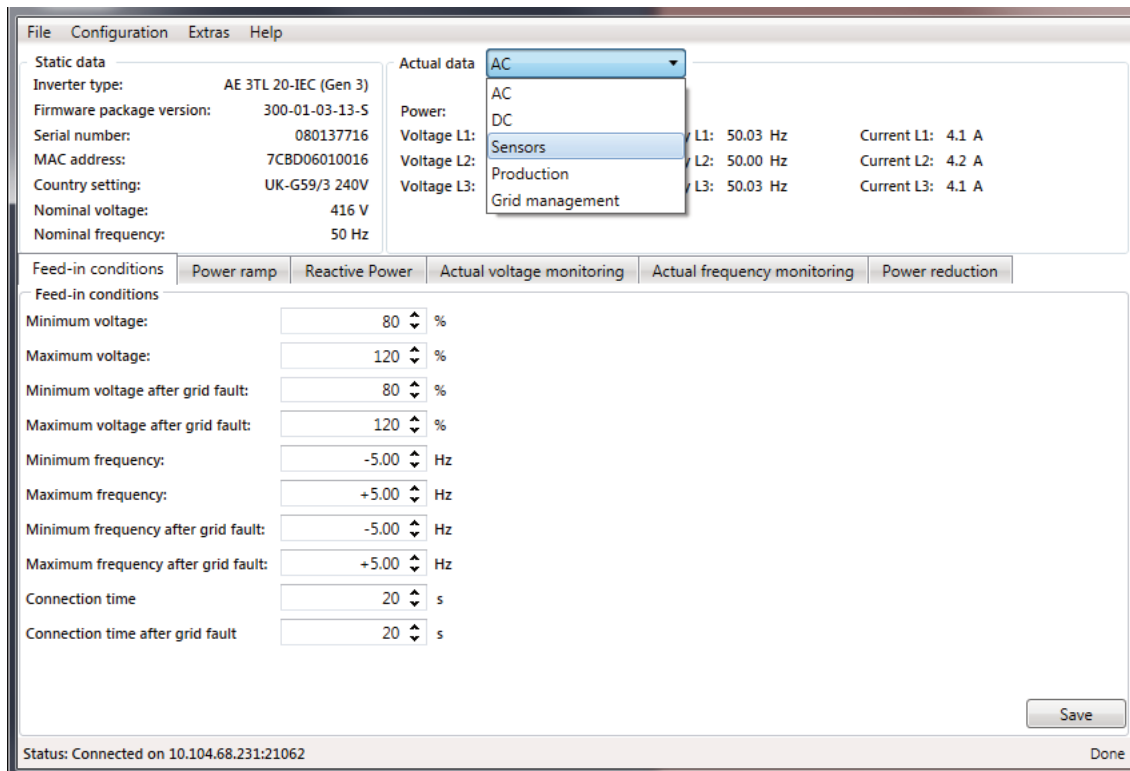 File Configuration Extras Help
Static data
Inverter type: AE 3TL 20-IEC (Gen 3)
Firmware package version: 300-01-03-13-S
Serial number: 080137716
MAC address: 7CBD06010016
Country setting: UK-G59/3 240V
Nominal voltage: 416 V
Nominal frequency: 50 Hz
Actual data AC
AC
DC
Sensors
Production
Grid management
Power:
Voltage L1: L1: 50.03 Hz Current L1: 4.1 A
Voltage L2: L2: 50.00 Hz Current L2: 4.2 A
Voltage L3: L3: 50.03 Hz Current L3: 4.1 A
Feed-in conditions Power ramp Reactive Power Actual voltage monitoring Actual frequency monitoring Power reduction
Feed-in conditions
Minimum voltage: 80 %
Maximum voltage: 120 %
Minimum voltage after grid fault: 80 %
Maximum voltage after grid fault: 120 %
Minimum frequency: -5.00 Hz
Maximum frequency: +5.00 Hz
Minimum frequency after grid fault: -5.00 Hz
Maximum frequency after grid fault: +5.00 Hz
Connection time 20 s
Connection time after grid fault 20 s
Save
Status: Connected on 10.104.68.231:21062 Done